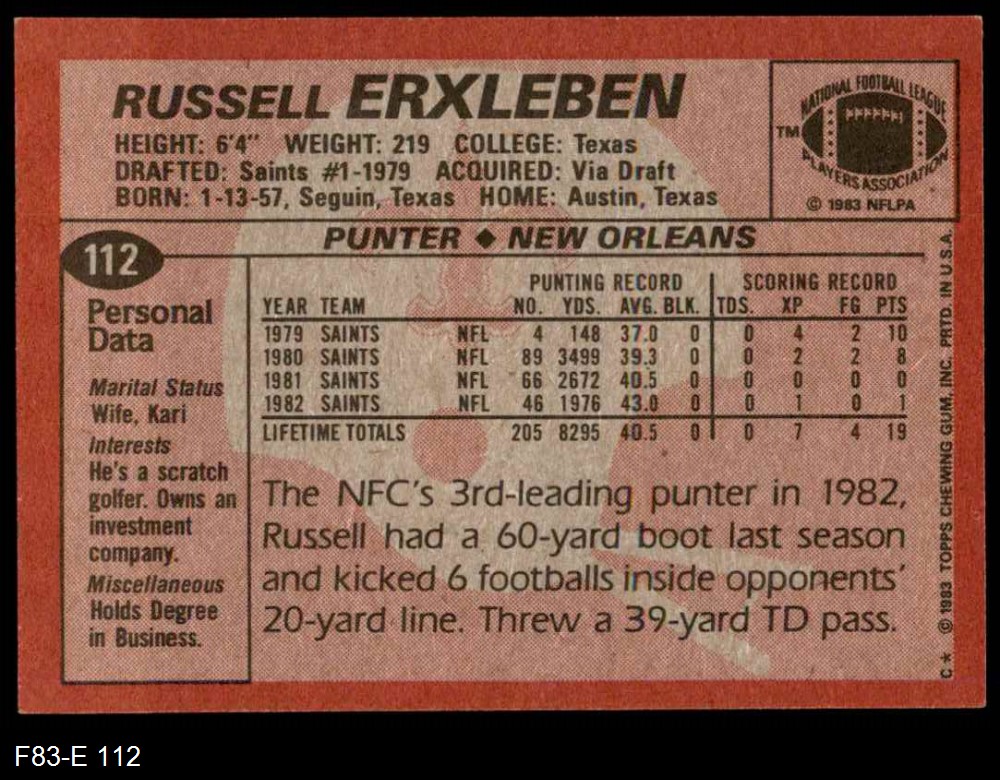 RUSSELL ERXLEBEN
HEIGHT: 6'4" WEIGHT: 219 COLLEGE: Texas
DRAFTED: Saints #1-1979 ACQUIRED: Via Draft
BORN: 1-13-57, Seguin, Texas HOME: Austin, Texas
NATIONAL FOOTBALL LEAGUE
TM
PLAYERS ASSOCIATION
© 1983 NFLPA
112
PUNTER ◆ NEW ORLEANS
Personal
Data
Marital Status
Wife, Kari
Interests
He's a scratch
golfer. Owns an
investment
company.
Miscellaneous
Holds Degree
in Business.
PUNTING RECORD SCORING RECORD
YEAR TEAM NO. YDS. AVG. BLK. TDS. XP FG PTS
1979 SAINTS NFL 4 148 37.0 0 0 4 2 10
1980 SAINTS NFL 89 3499 39.3 0 0 2 2 8
1981 SAINTS NFL 66 2672 40.5 0 0 0 0 0
1982 SAINTS NFL 46 1976 43.0 0 0 1 0 1
LIFETIME TOTALS 205 8295 40.5 0 0 7 4 19
The NFC's 3rd-leading punter in 1982,
Russell had a 60-yard boot last season
and kicked 6 footballs inside opponents'
20-yard line. Threw a 39-yard TD pass.
C* © 1983 TOPPS CHEWING GUM, INC. PRTD. IN U.S.A.
F83-E 112